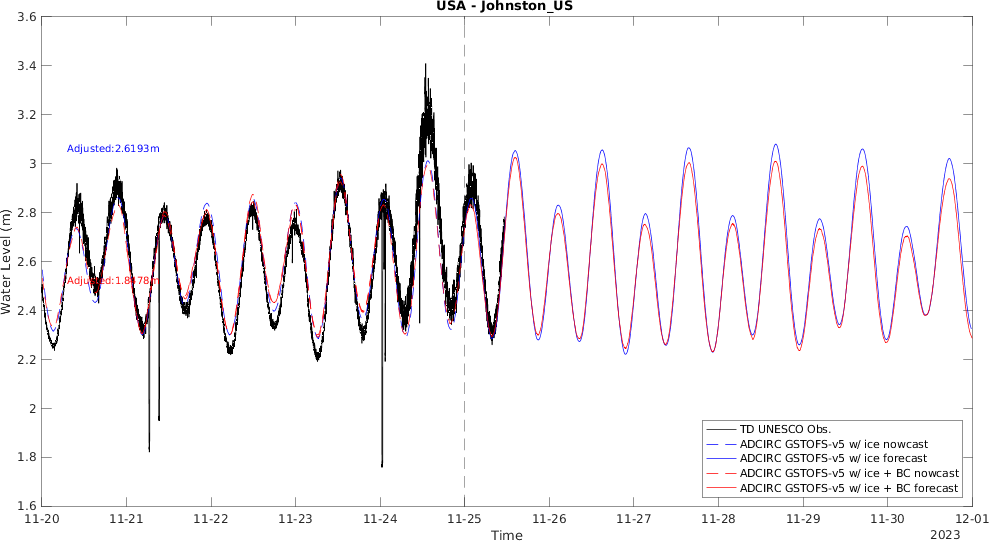 USA - Johnston_US
3.6
3.4
3.2
3
2.8
2.6
2.4
2.2
2
1.8
1.6
Water Level (m)
Adjusted:2.6193m
TD UNESCO Obs.
ADCIRC GSTOFS-v5 w/ ice nowcast
ADCIRC GSTOFS-v5 w/ ice forecast
ADCIRC GSTOFS-v5 w/ ice + BC nowcast
ADCIRC GSTOFS-v5 w/ ice + BC forecast
11-20 11-21 11-22 11-23 11-24 11-25 11-26 11-27 11-28 11-29 11-30 12-01
Time
2023